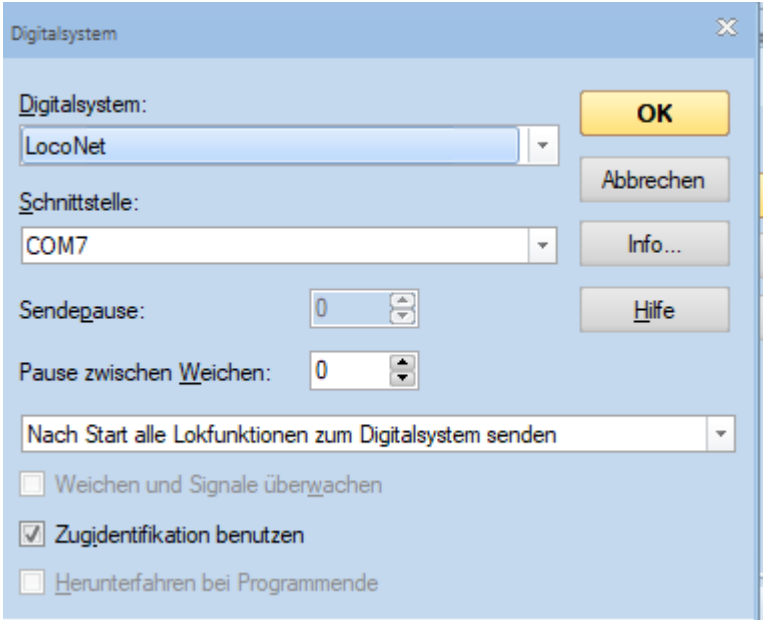 Digitalsystem
Digitalsystem:
OK
LocoNet
Abbrechen
Schnittstelle:
COM7
Info...
Sendepause:
0
Hilfe
Pause zwischen Weichen:
0
Nach Start alle Lokfunktionen zum Digitalsystem senden
Weichen und Signale überwachen
Zugidentifikation benutzen
Herunterfahren bei Programmende